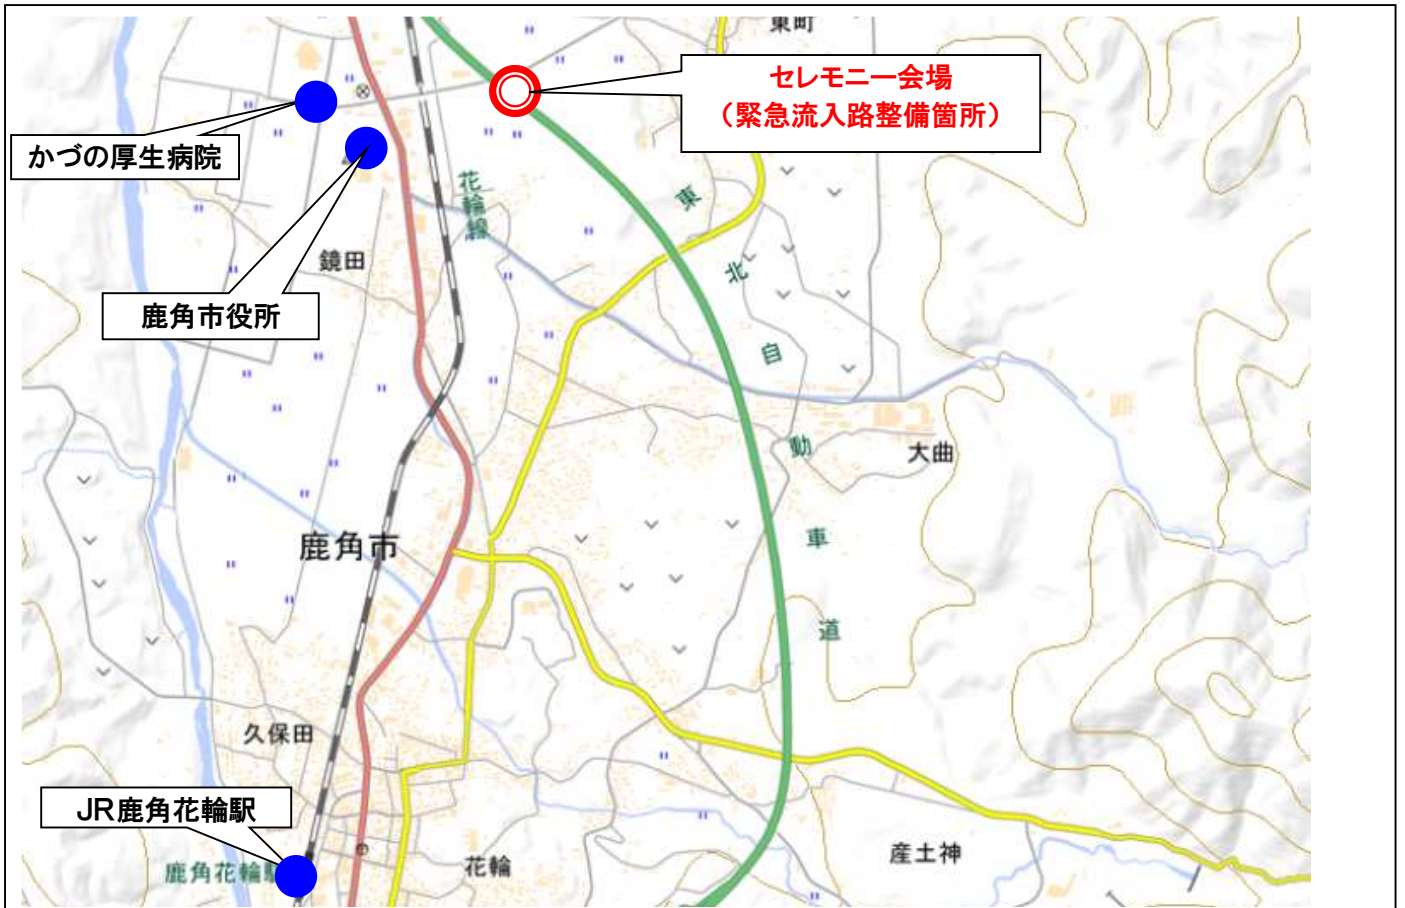 東町
セレモニー会場
（緊急流入路整備箇所）
かづの厚生病院
花輪線
東北自動車道
鏡田
鹿角市役所
大曲
鹿角市
久保田
JR鹿角花輪駅
鹿角花輪駅
花輪
産土神